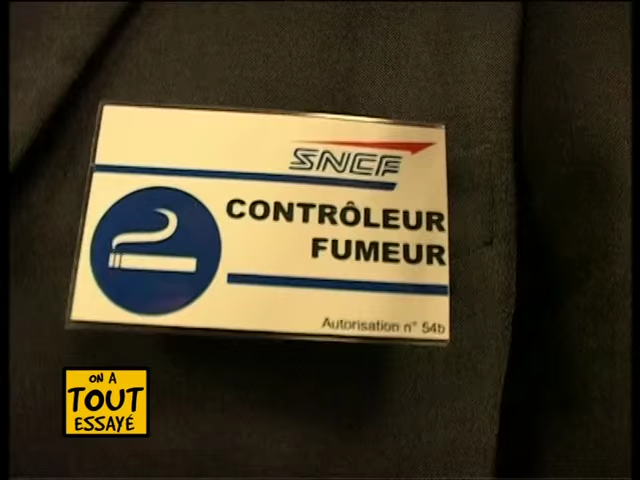 SNCF
CONTRÔLEUR
FUMEUR
Autorisation n° 54b
ON A
TOUT
ESSAYÉ